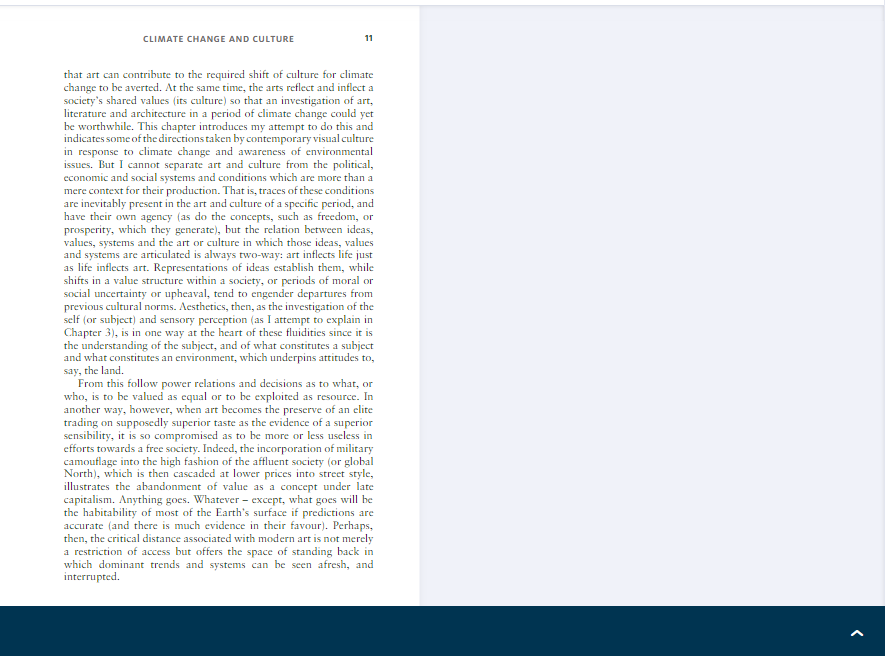 CLIMATE CHANGE AND CULTURE 11
that art can contribute to the required shift of culture for climate
change to be averted. At the same time, the arts reflect and inflect a
society's shared values (its culture) so that an investigation of art,
literature and architecture in a period of climate change could yet
be worthwhile. This chapter introduces my attempt to do this and
indicates some of the directions taken by contemporary visual culture
in response to climate change and awareness of environmental
issues. But I cannot separate art and culture from the political,
economic and social systems and conditions which are more than a
mere context for their production. That is, traces of these conditions
are inevitably present in the art and culture of a specific period, and
have their own agency (as do the concepts, such as freedom, or
prosperity, which they generate), but the relation between ideas,
values, systems and the art or culture in which those ideas, values
and systems are articulated is always two-way: art inflects life just
as life inflects art. Representations of ideas establish them, while
shifts in a value structure within a society, or periods of moral or
social uncertainty or upheaval, tend to engender departures from
previous cultural norms. Aesthetics, then, as the investigation of the
self (or subject) and sensory perception (as I attempt to explain in
Chapter 3), is in one way at the heart of these fluidities since it is
the understanding of the subject, and of what constitutes a subject
and what constitutes an environment, which underpins attitudes to,
say, the land.
From this follow power relations and decisions as to what, or
who, is to be valued as equal or to be exploited as resource. In
another way, however, when art becomes the preserve of an elite
trading on supposedly superior taste as the evidence of a superior
sensibility, it is so compromised as to be more or less useless in
efforts towards a free society. Indeed, the incorporation of military
camouflage into the high fashion of the affluent society (or global
North), which is then cascaded at lower prices into street style,
illustrates the abandonment of value as a concept under late
capitalism. Anything goes. Whatever – except, what goes will be
the habitability of most of the Earth's surface if predictions are
accurate (and there is much evidence in their favour). Perhaps,
then, the critical distance associated with modern art is not merely
a restriction of access but offers the space of standing back in
which dominant trends and systems can be seen afresh, and
interrupted.